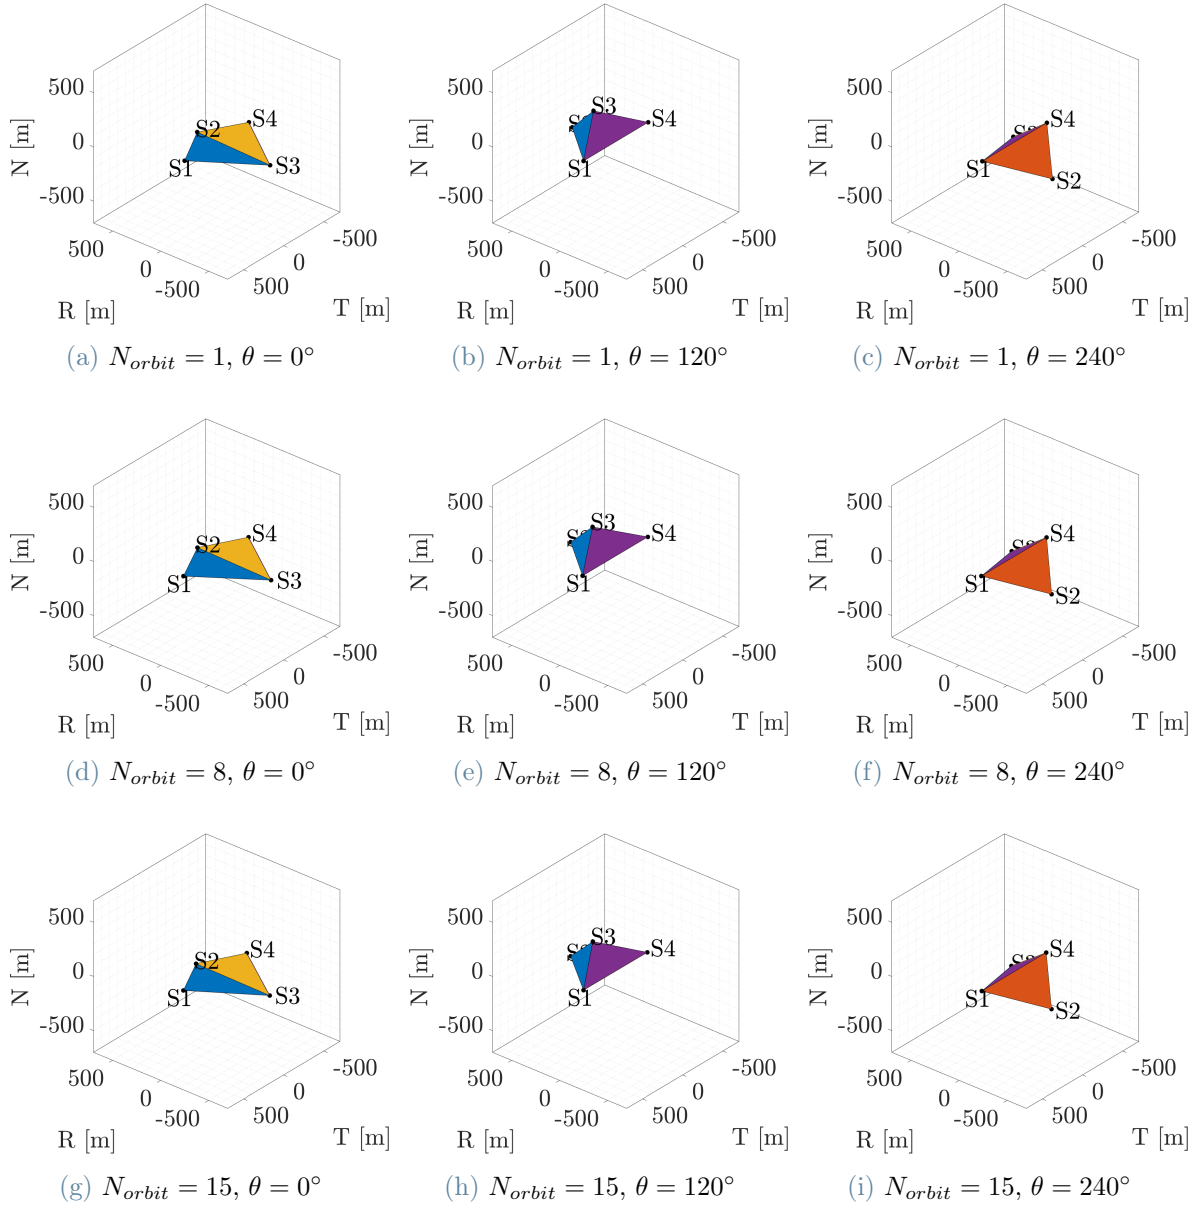 500
0
-500
N [m]
S2
S4
S1
S3
500
0
-500
R [m]
-500
0
500
T [m]
(a) N_orbit = 1, θ = 0°
500
0
-500
N [m]
S3
S4
S1
500
0
-500
R [m]
-500
0
500
T [m]
(b) N_orbit = 1, θ = 120°
500
0
-500
N [m]
S4
S1
S2
500
0
-500
R [m]
-500
0
500
T [m]
(c) N_orbit = 1, θ = 240°
500
0
-500
N [m]
S2
S4
S1
S3
500
0
-500
R [m]
-500
0
500
T [m]
(d) N_orbit = 8, θ = 0°
500
0
-500
N [m]
S3
S4
S1
500
0
-500
R [m]
-500
0
500
T [m]
(e) N_orbit = 8, θ = 120°
500
0
-500
N [m]
S4
S1
S2
500
0
-500
R [m]
-500
0
500
T [m]
(f) N_orbit = 8, θ = 240°
500
0
-500
N [m]
S2
S4
S1
S3
500
0
-500
R [m]
-500
0
500
T [m]
(g) N_orbit = 15, θ = 0°
500
0
-500
N [m]
S3
S4
S1
500
0
-500
R [m]
-500
0
500
T [m]
(h) N_orbit = 15, θ = 120°
500
0
-500
N [m]
S4
S1
S2
500
0
-500
R [m]
-500
0
500
T [m]
(i) N_orbit = 15, θ = 240°